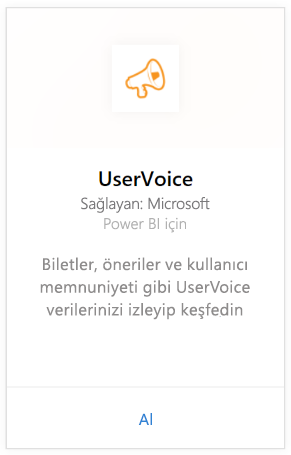 UserVoice
Sağlayan: Microsoft
Power BI için
Biletler, öneriler ve kullanıcı
memnuniyeti gibi UserVoice
verilerinizi izleyip keşfedin
Al